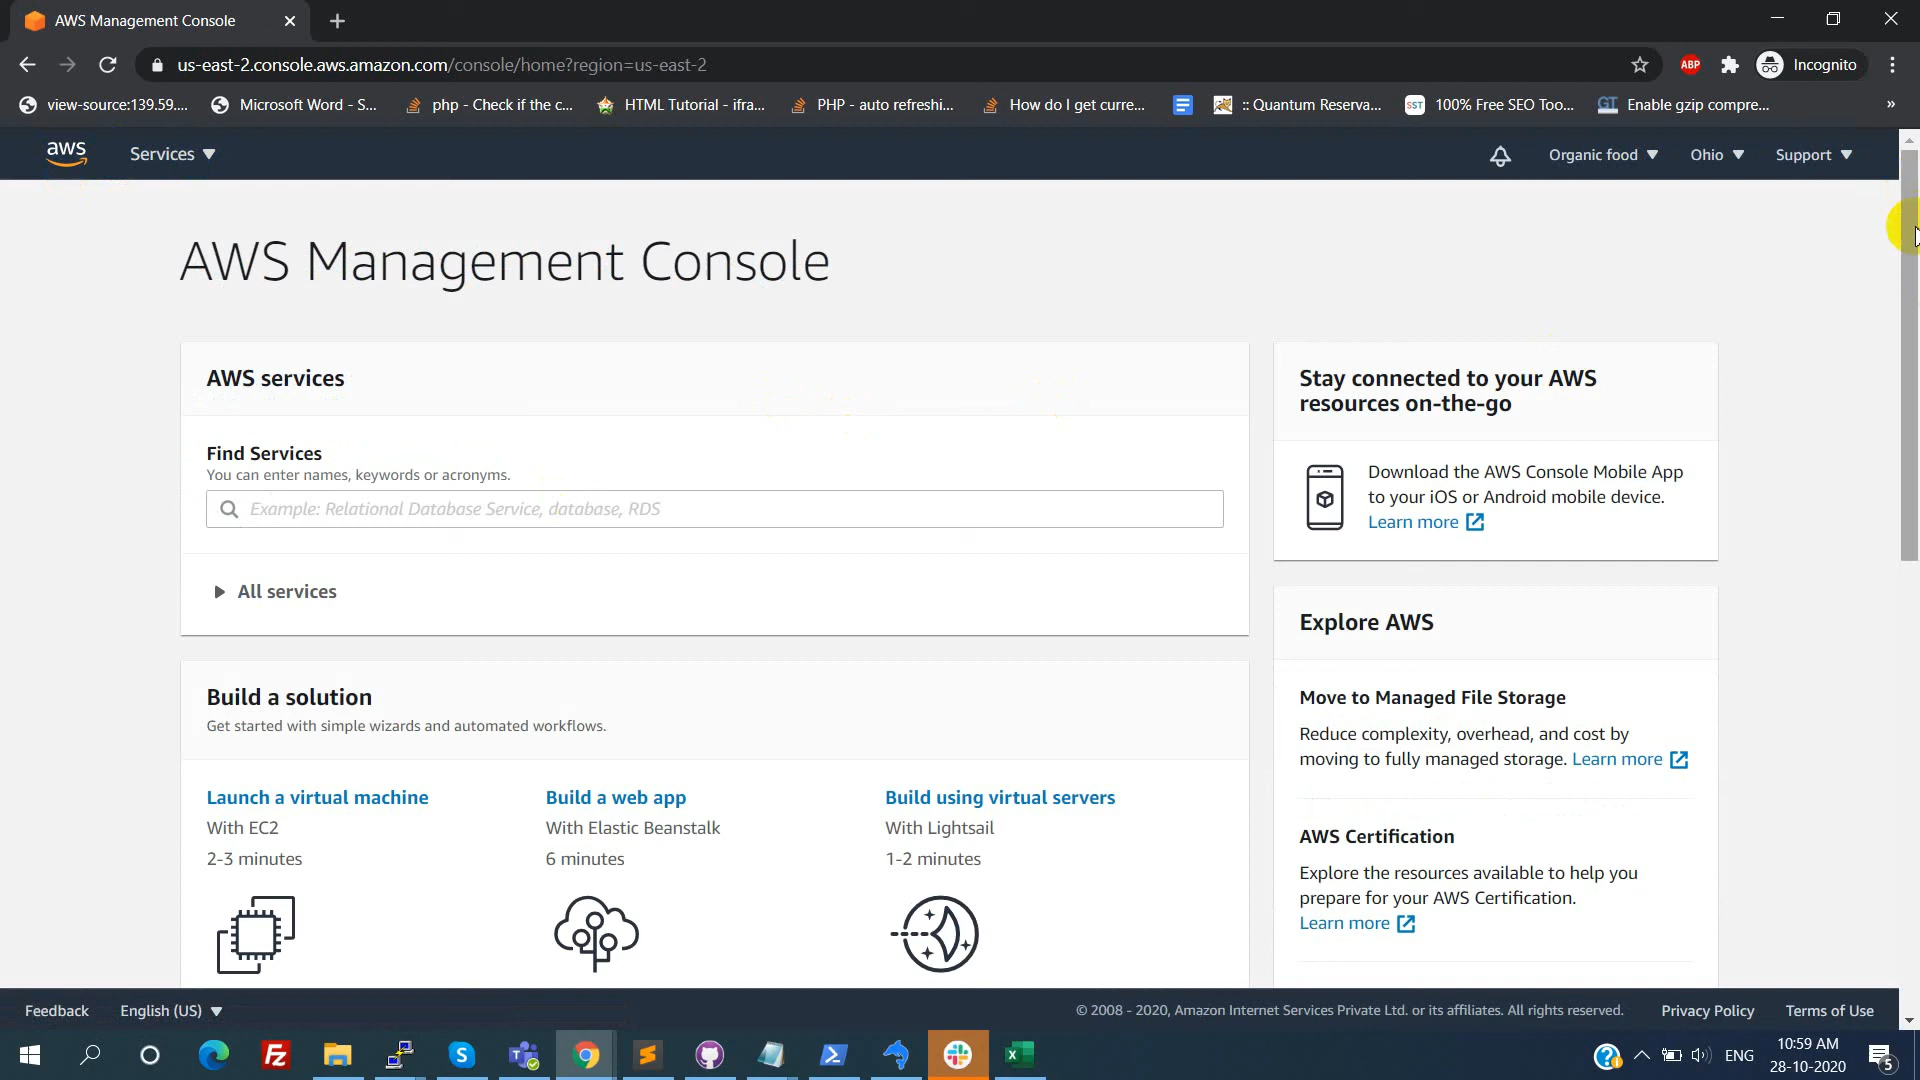 AWS Management Console
us-east-2.console.aws.amazon.com/console/home?region=us-east-2
ABP
Incognito
view-source:139.59....
Microsoft Word - S...
php - Check if the c...
HTML Tutorial - ifra...
PHP - auto refreshi...
How do I get curre...
:: Quantum Reserva...
SST
100% Free SEO Too...
GT
Enable gzip compre...
»
aws
Services
Organic food
Ohio
Support
AWS Management Console
AWS services
Find Services
You can enter names, keywords or acronyms.
Example: Relational Database Service, database, RDS
All services
Build a solution
Get started with simple wizards and automated workflows.
Launch a virtual machine
With EC2
2-3 minutes
Build a web app
With Elastic Beanstalk
6 minutes
Build using virtual servers
With Lightsail
1-2 minutes
Stay connected to your AWS
resources on-the-go
Download the AWS Console Mobile App
to your iOS or Android mobile device.
Learn more
Explore AWS
Move to Managed File Storage
Reduce complexity, overhead, and cost by
moving to fully managed storage. Learn more
AWS Certification
Explore the resources available to help you
prepare for your AWS Certification.
Learn more
Feedback
English (US)
© 2008 - 2020, Amazon Internet Services Private Ltd. or its affiliates. All rights reserved.
Privacy Policy
Terms of Use
ENG
10:59 AM
28-10-2020
5